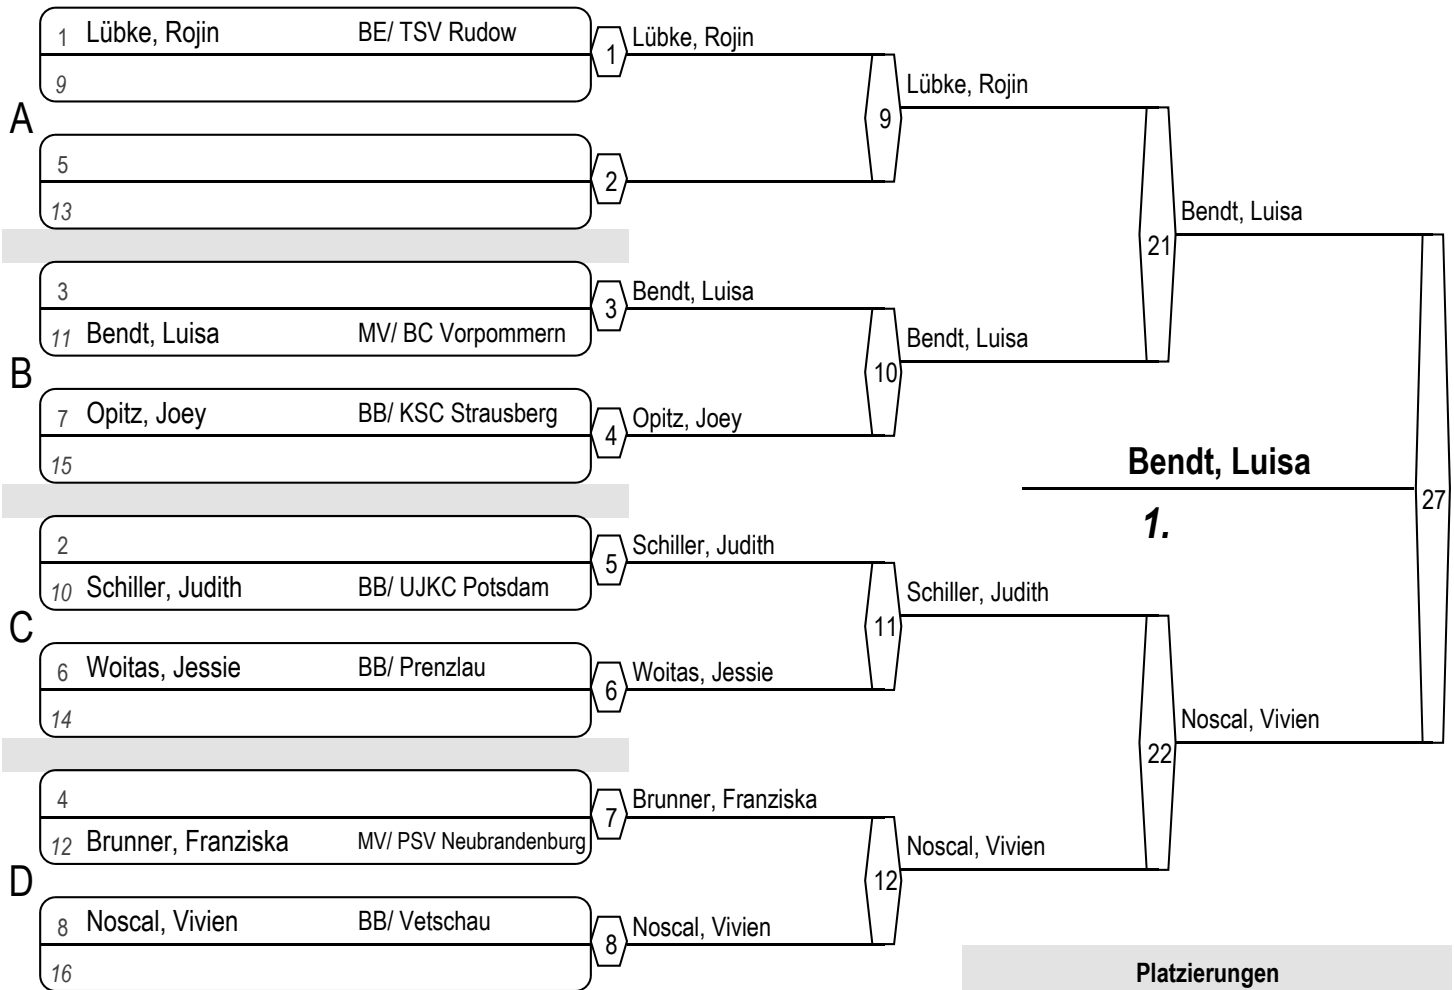 1 Lübke, Rojin BE/ TSV Rudow
9
1
Lübke, Rojin
A
5
13
2
9
Lübke, Rojin
3
11 Bendt, Luisa MV/ BC Vorpommern
3
Bendt, Luisa
B
7 Opitz, Joey BB/ KSC Strausberg
15
4
Opitz, Joey
10
Bendt, Luisa
21
Bendt, Luisa
2
10 Schiller, Judith BB/ UJKC Potsdam
5
Schiller, Judith
C
6 Woitas, Jessie BB/ Prenzlau
14
6
Woitas, Jessie
11
Schiller, Judith
4
12 Brunner, Franziska MV/ PSV Neubrandenburg
7
Brunner, Franziska
D
8 Noscal, Vivien BB/ Vetschau
16
8
Noscal, Vivien
12
Noscal, Vivien
22
Noscal, Vivien
27
Bendt, Luisa
1.
Platzierungen